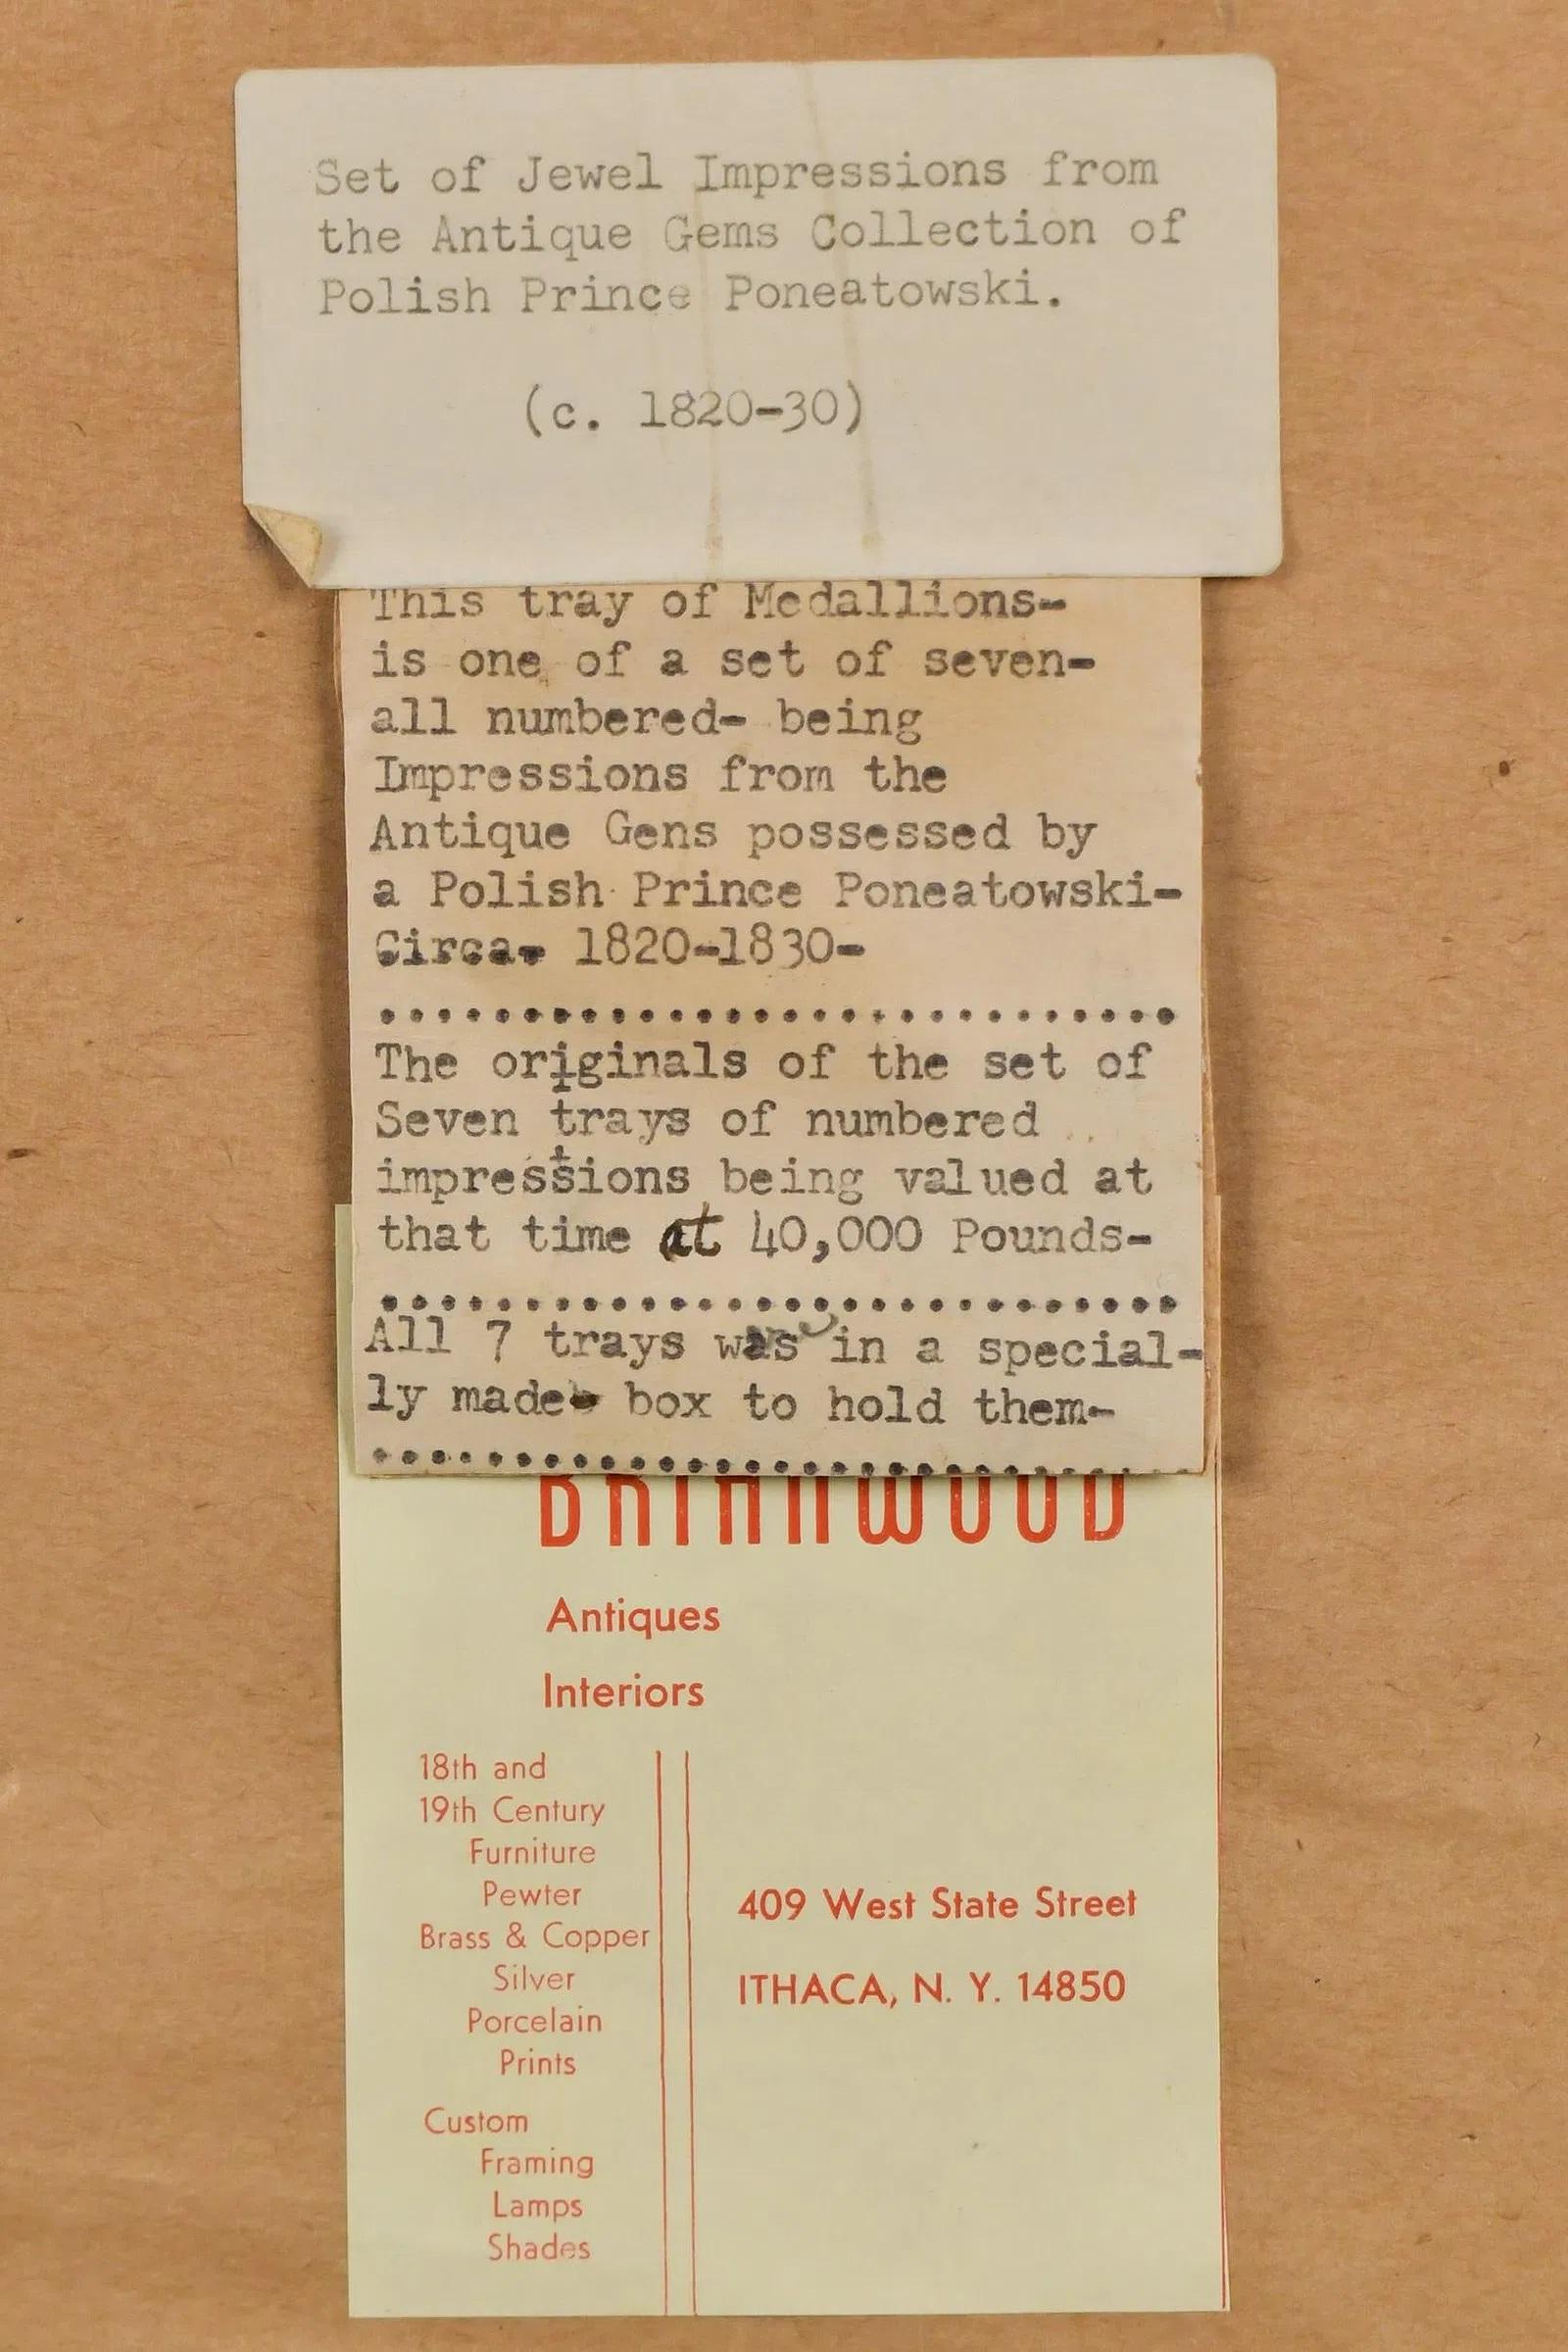 Set of Jewel Impressions from
the Antique Gems Collection of
Polish Prince Poneatowski.
(c. 1820-30)
This tray of Medallions-
is one of a set of seven-
all numbered- being
Impressions from the
Antique Gens possessed by
a Polish Prince Poneatowski-
Circa- 1820-1830-
..............................
The originals of the set of
Seven trays of numbered
impressions being valued at
that time at 40,000 Pounds-
..............................
All 7 trays was in a special-
ly made box to hold them-
..............................
Antiques
Interiors
18th and
19th Century
Furniture
Pewter
Brass & Copper
Silver
Porcelain
Prints
Custom
Framing
Lamps
Shades
409 West State Street
ITHACA, N. Y. 14850